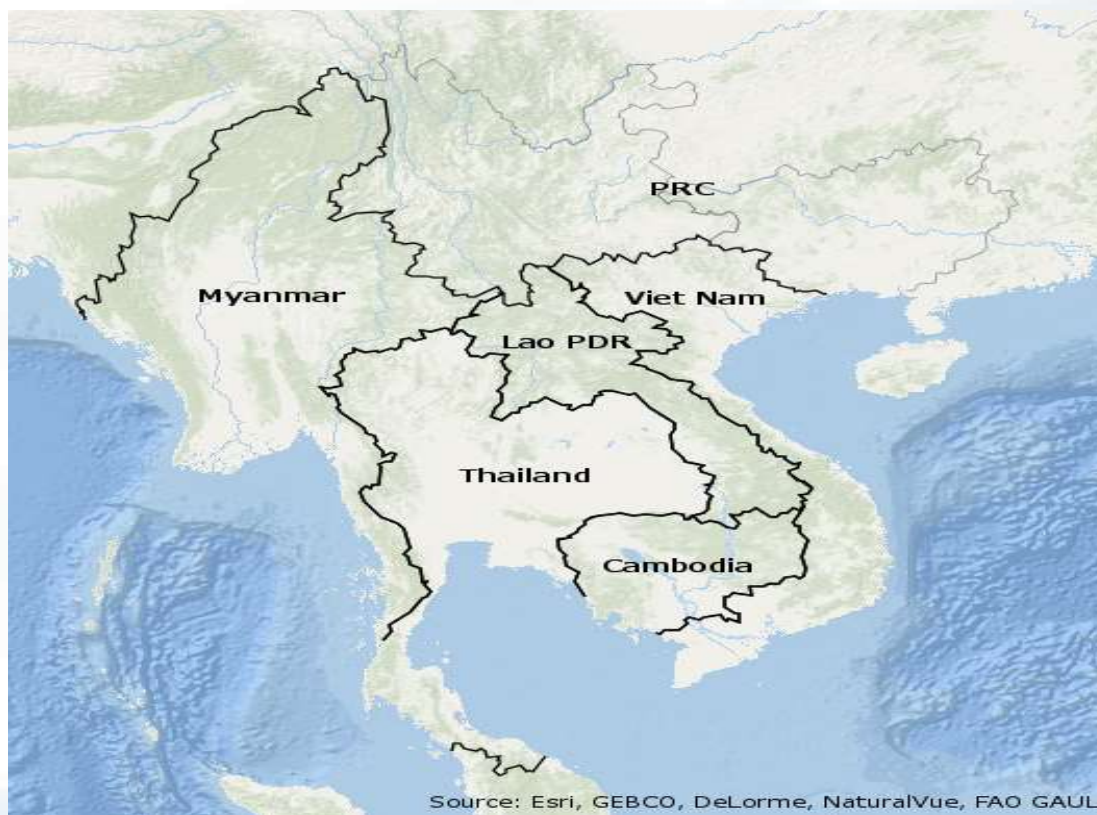 PRC
Myanmar
Viet Nam
Lao PDR
Thailand
Cambodia
Source: Esri, GEBCO, DeLorme, NaturalVue, FAO GAUL